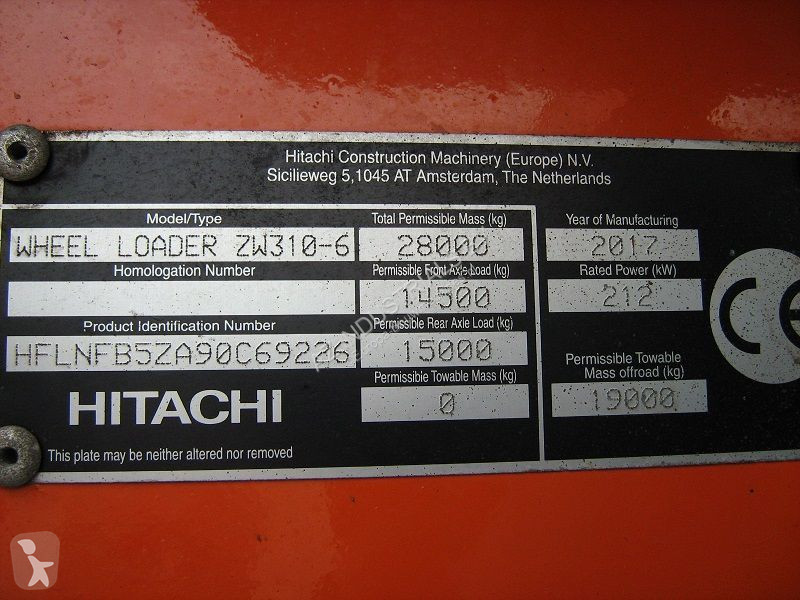 Hitachi Construction Machinery (Europe) N.V.
Sicilieweg 5,1045 AT Amsterdam, The Netherlands
Model/Type
WHEEL LOADER ZW310-6
Homologation Number
Product Identification Number
HFLNFB5ZA90C69226
HITACHI
This plate may be neither altered nor removed
Total Permissible Mass (kg)
28000
Permissible Front Axle Load (kg)
14500
Permissible Rear Axle Load (kg)
15000
Permissible Towable Mass (kg)
0
Year of Manufacturing
2017
Rated Power (kW)
212
Permissible Towable
Mass offroad (kg)
19000
CE